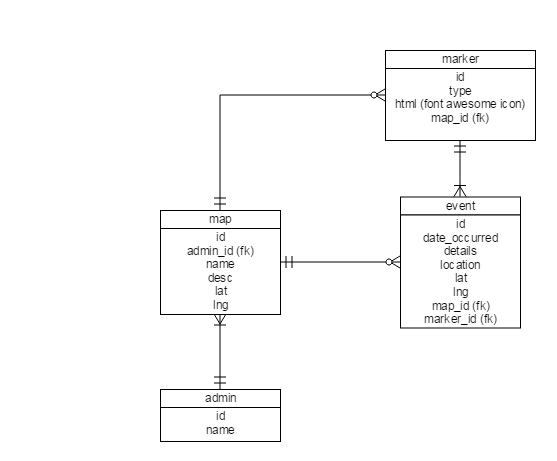 marker
id
type
html (font awesome icon)
map_id (fk)
map
id
admin_id (fk)
name
desc
lat
lng
event
id
date_occurred
details
location
lat
lng
map_id (fk)
marker_id (fk)
admin
id
name